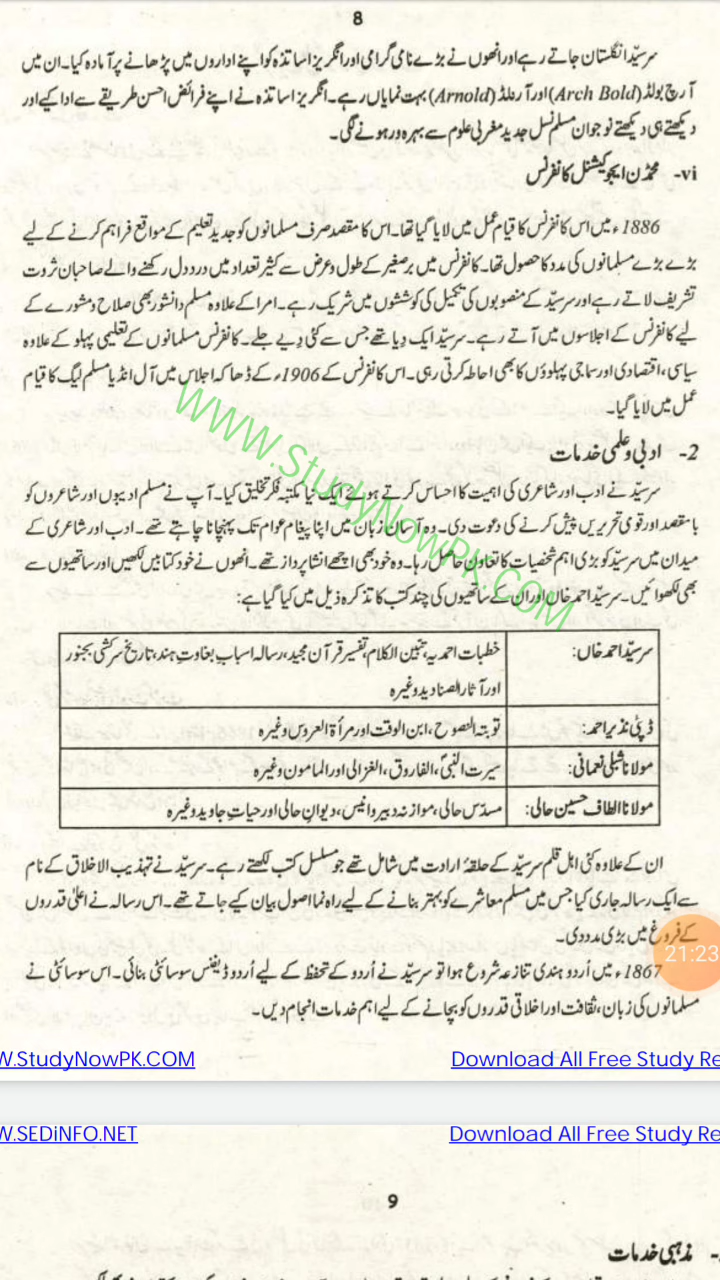 8
سرسیّد انگلستان جاتے رہے اور انھوں نے بڑے نامی گرامی اور انگریز اساتذہ کو اپنے اداروں میں پڑھانے پر آمادہ کیا۔ ان میں
آرچ بولڈ (Arch Bold) اور آرنلڈ (Arnold) بہت نمایاں رہے۔ انگریز اساتذہ نے اپنے فرائض احسن طریقے سے ادا کیے اور
دیکھتے ہی دیکھتے نوجوان مسلم نسل جدید مغربی علوم سے بہرہ ور ہونے لگی۔
vi- محمڈن ایجوکیشنل کانفرنس
1886ء میں اس کانفرنس کا قیام عمل میں لایا گیا تھا۔ اس کا مقصد صرف مسلمانوں کو جدید تعلیم کے مواقع فراہم کرنے کے لیے
بڑے بڑے مسلمانوں کی مدد کا حصول تھا۔ کانفرنس میں برصغیر کے طول و عرض سے کثیر تعداد میں درد دل رکھنے والے صاحبان ثروت
تشریف لاتے رہے اور سرسیّد کے منصوبوں کی تکمیل کی کوششوں میں شریک رہے۔ امرا کے علاوہ مسلم دانشور بھی صلاح و مشورے کے
لیے کانفرنس کے اجلاسوں میں آتے رہے۔ سرسیّد ایک دِیا تھے جس سے کئی دِیے جلے۔ کانفرنس مسلمانوں کے تعلیمی پہلو کے علاوہ
سیاسی، اقتصادی اور سماجی پہلوؤں کا بھی احاطہ کرتی رہی۔ اس کانفرنس کے 1906ء کے ڈھاکہ اجلاس میں آل انڈیا مسلم لیگ کا قیام
عمل میں لایا گیا۔
WWW.StudyNowPK.COM
2- ادبی و علمی خدمات
سرسیّد نے ادب اور شاعری کی اہمیت کا احساس کرتے ہوئے ایک نیا مکتبہ فکر تخلیق کیا۔ آپ نے مسلم ادیبوں اور شاعروں کو
بامقصد اور قومی تحریریں پیش کرنے کی دعوت دی۔ وہ آسان زبان میں اپنا پیغام عوام تک پہنچانا چاہتے تھے۔ ادب اور شاعری کے
میدان میں سرسیّد کو بڑی اہم شخصیات کا تعاون حاصل رہا۔ وہ خود بھی اچھے انشا پرداز تھے۔ انھوں نے خود کتابیں لکھیں اور ساتھیوں سے
بھی لکھوائیں۔ سرسیّد احمد خان اور ان کے ساتھیوں کی چند کتب کا تذکرہ ذیل میں کیا گیا ہے:
سرسیّد احمد خاں: خطبات احمدیہ، تبئین الکلام، تفسیر قرآن مجید، رسالہ اسباب بغاوتِ ہند، تاریخ سرکشی بجنور
اور آثار الصنادید وغیرہ
ڈپٹی نذیر احمد: توبتہ النصوح، ابن الوقت اور مرأۃ العروس وغیرہ
مولانا شبلی نعمانی: سیرت النبیؐ، الفاروق، الغزالی اور المامون وغیرہ
مولانا الطاف حسین حالی: مسدّس حالی، موازنہ دبیر و انیس، دیوانِ حالی اور حیاتِ جاوید وغیرہ
ان کے علاوہ کئی اہل قلم سرسیّد کے حلقۂ ارادت میں شامل تھے جو مسلسل کتب لکھتے رہے۔ سرسیّد نے تہذیب الاخلاق کے نام
سے ایک رسالہ جاری کیا جس میں مسلم معاشرے کو بہتر بنانے کے لیے راہ نما اصول بیان کیے جاتے تھے۔ اس رسالہ نے اعلیٰ قدروں
کے فروغ میں بڑی مدد دی۔
21:23
1867ء میں اُردو ہندی تنازعہ شروع ہوا تو سرسیّد نے اُردو کے تحفظ کے لیے اُردو ڈیفنس سوسائٹی بنائی۔ اس سوسائٹی نے
مسلمانوں کی زبان، ثقافت اور اخلاقی قدروں کو بچانے کے لیے اہم خدمات انجام دیں۔
W.StudyNowPK.COM
Download All Free Study Re
W.SEDiNFO.NET
Download All Free Study Re
9
- مذہبی خدمات